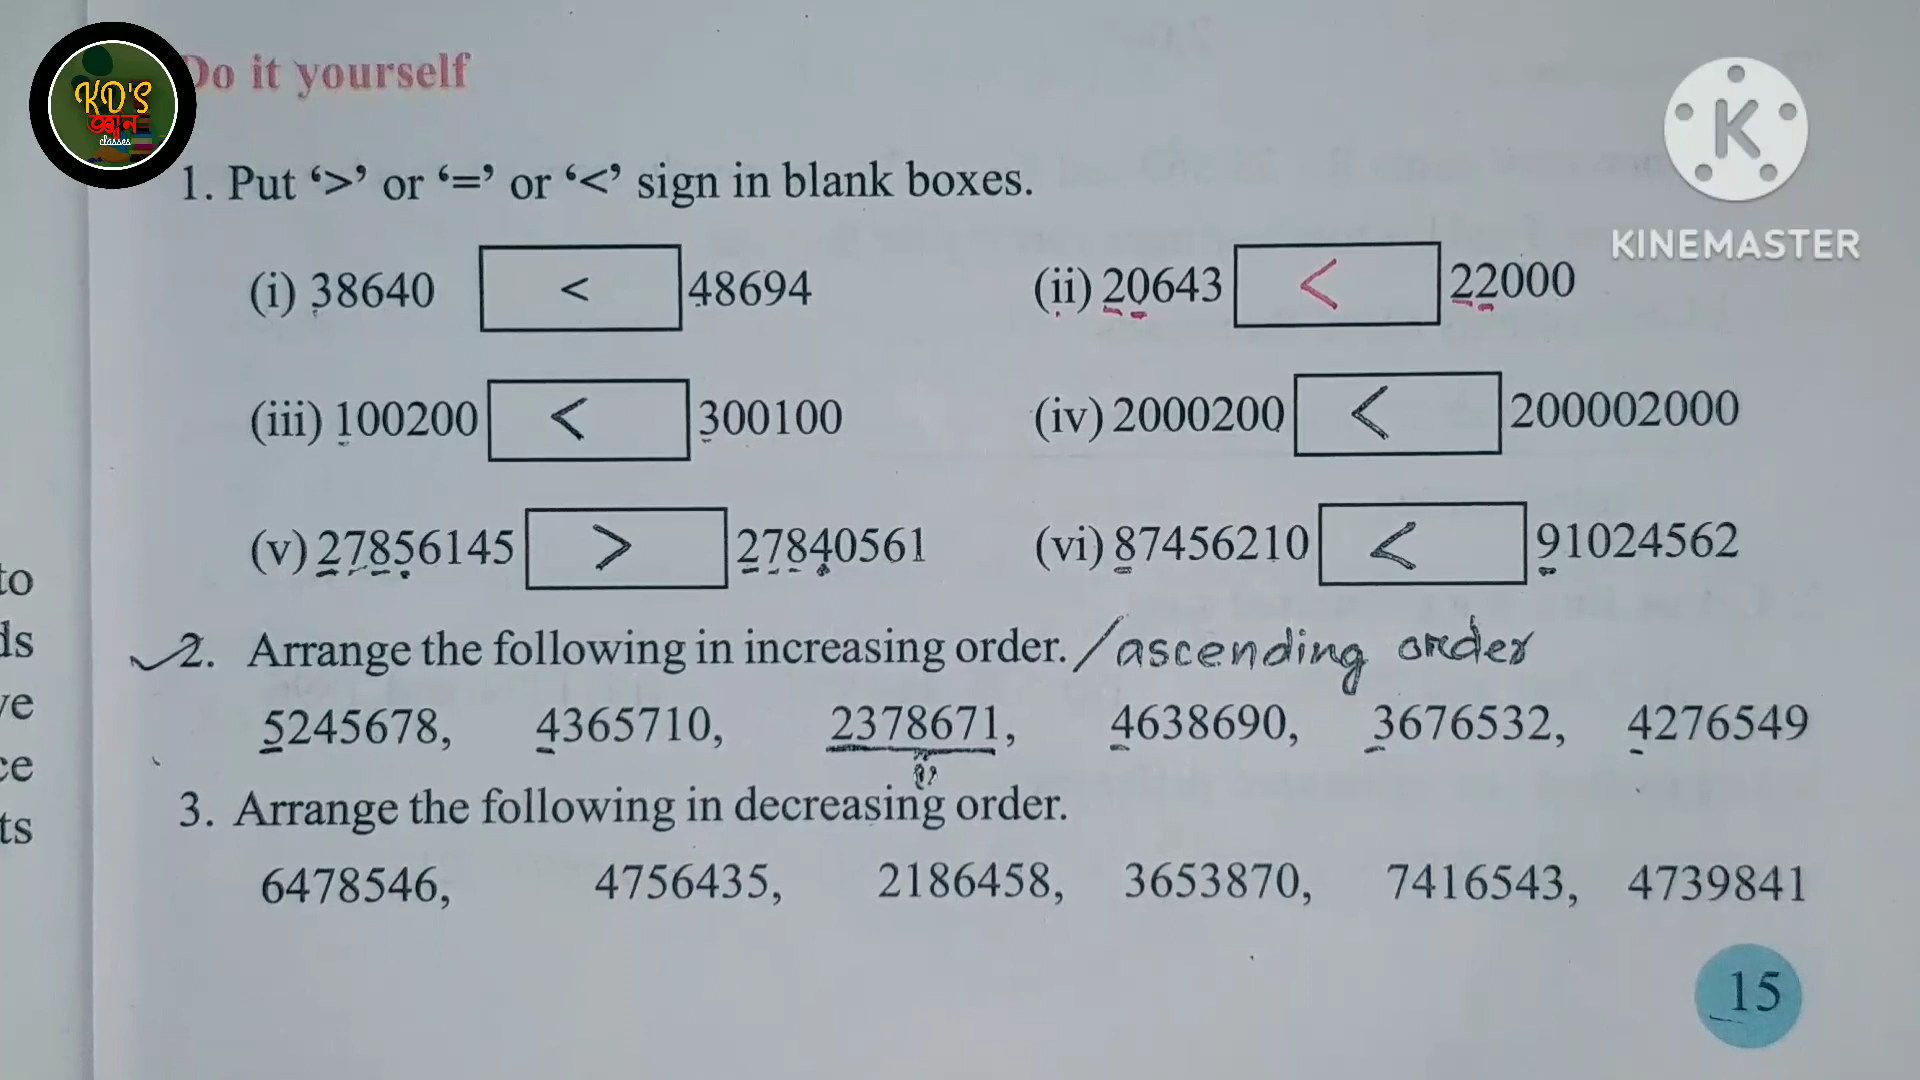 KD'S
জ্ঞান
classes
Do it yourself
KINEMASTER
1. Put ‘>’ or ‘=’ or ‘<’ sign in blank boxes.
(i) 38640 < 48694 (ii) 20643 < 22000
(iii) 100200 < 300100 (iv) 2000200 < 200002000
(v) 27856145 > 27840561 (vi) 87456210 < 91024562
2. Arrange the following in increasing order. / ascending order
5245678, 4365710, 2378671, 4638690, 3676532, 4276549
3. Arrange the following in decreasing order.
6478546, 4756435, 2186458, 3653870, 7416543, 4739841
15
to
ds
ve
ce
ts